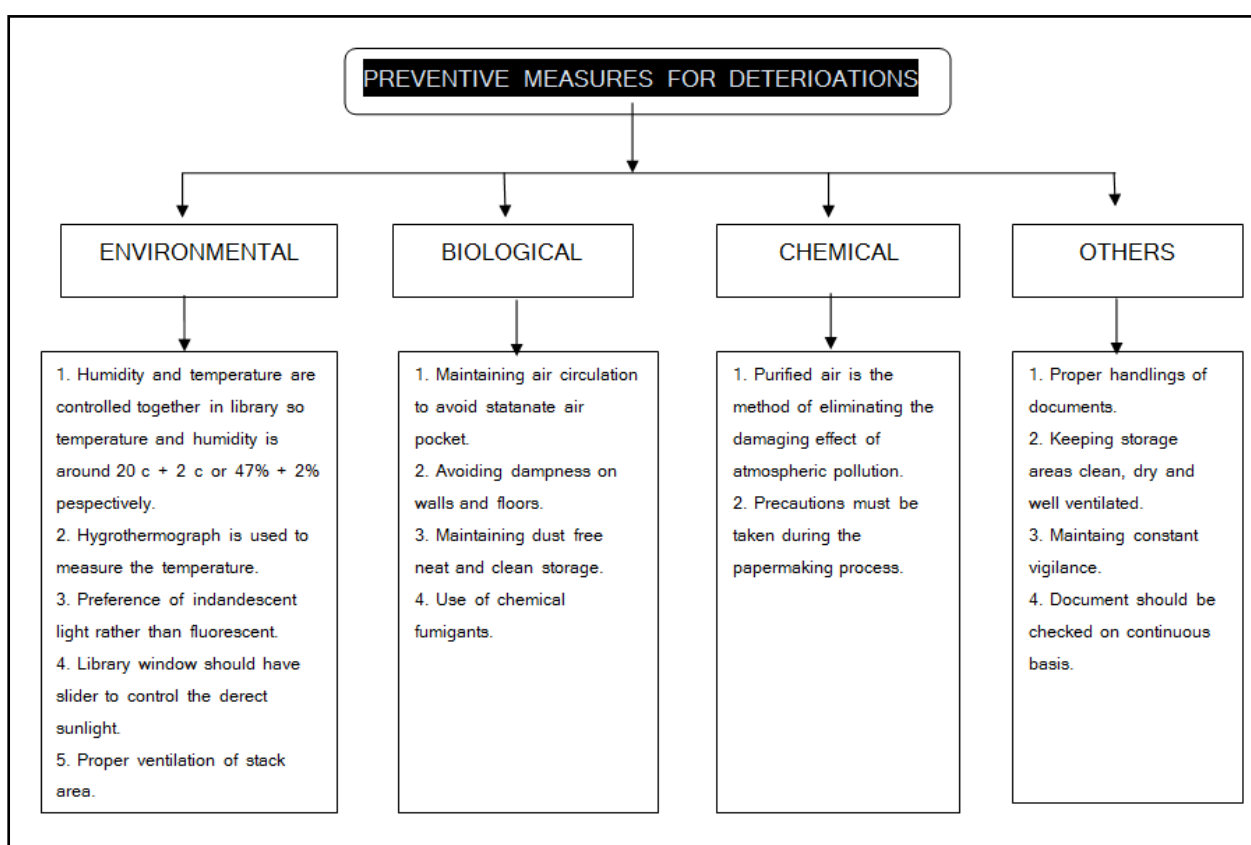 PREVENTIVE MEASURES FOR DETERIOATIONS
ENVIRONMENTAL
1. Humidity and temperature are
controlled together in library so
temperature and humidity is
around 20 c + 2 c or 47% + 2%
pespectively.
2. Hygrothermograph is used to
measure the temperature.
3. Preference of indandescent
light rather than fluorescent.
4. Library window should have
slider to control the derect
sunlight.
5. Proper ventilation of stack
area.
BIOLOGICAL
1. Maintaining air circulation
to avoid statanate air
pocket.
2. Avoiding dampness on
walls and floors.
3. Maintaining dust free
neat and clean storage.
4. Use of chemical
fumigants.
CHEMICAL
1. Purified air is the
method of eliminating the
damaging effect of
atmospheric pollution.
2. Precautions must be
taken during the
papermaking process.
OTHERS
1. Proper handlings of
documents.
2. Keeping storage
areas clean, dry and
well ventilated.
3. Maintaing constant
vigilance.
4. Document should be
checked on continuous
basis.